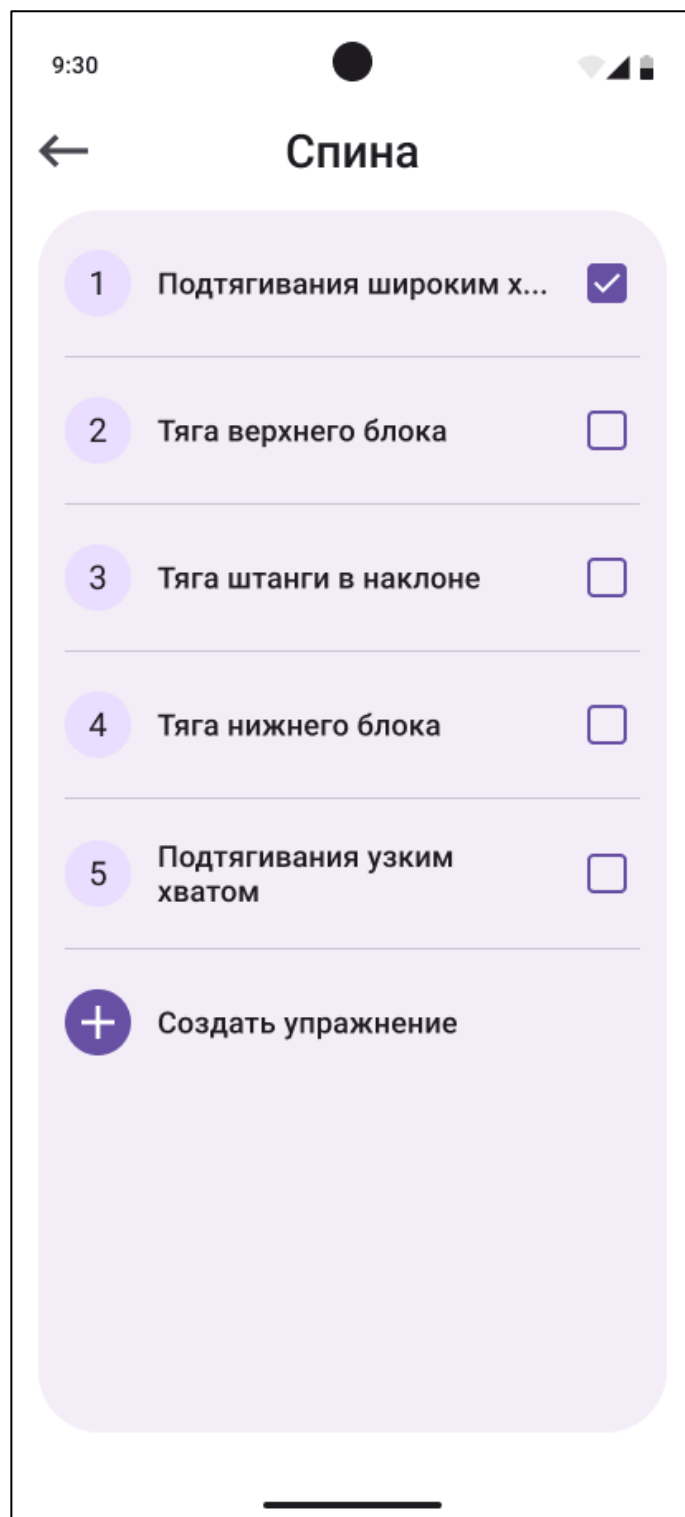 9:30
Спина
1 Подтягивания широким х...
2 Тяга верхнего блока
3 Тяга штанги в наклоне
4 Тяга нижнего блока
5 Подтягивания узким
хватом
Создать упражнение